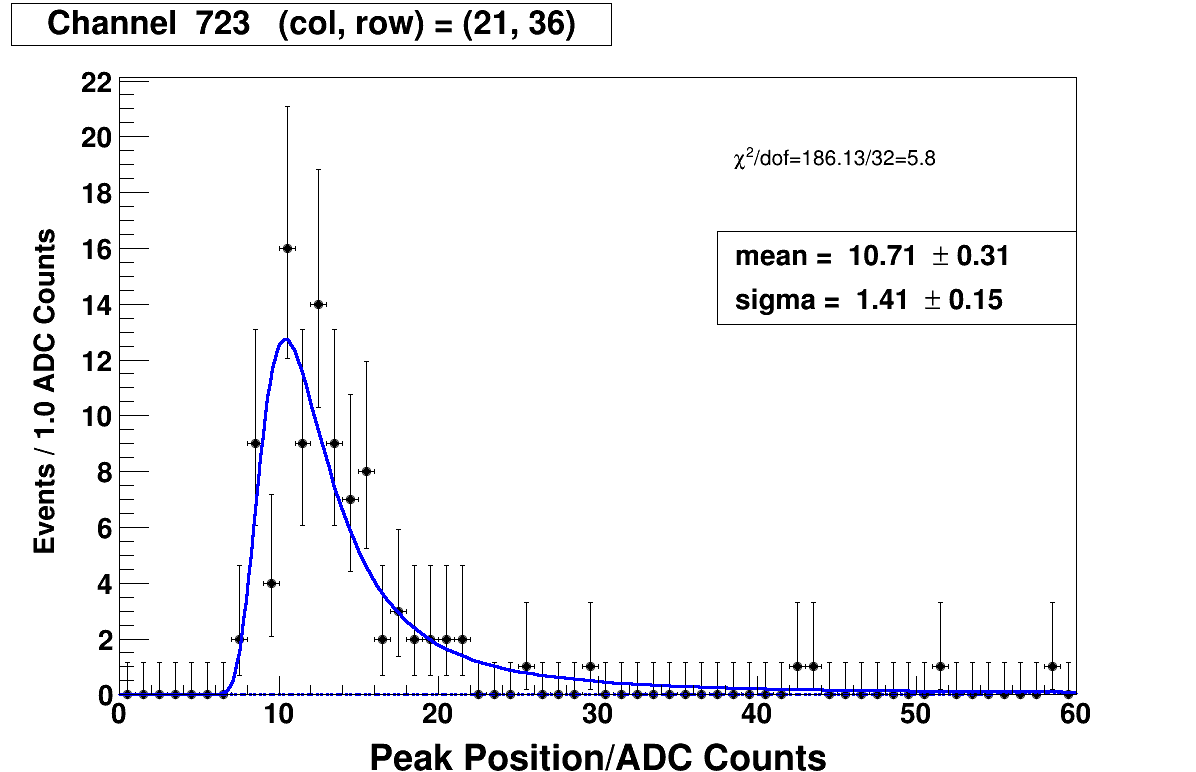 Channel  723   (col, row) = (21, 36)
22
20
18
16
14
12
10
8
6
4
2
0
Events / 1.0 ADC Counts
χ²/dof=186.13/32=5.8
mean =  10.71  ± 0.31
sigma =  1.41  ± 0.15
0 10 20 30 40 50 60
Peak Position/ADC Counts